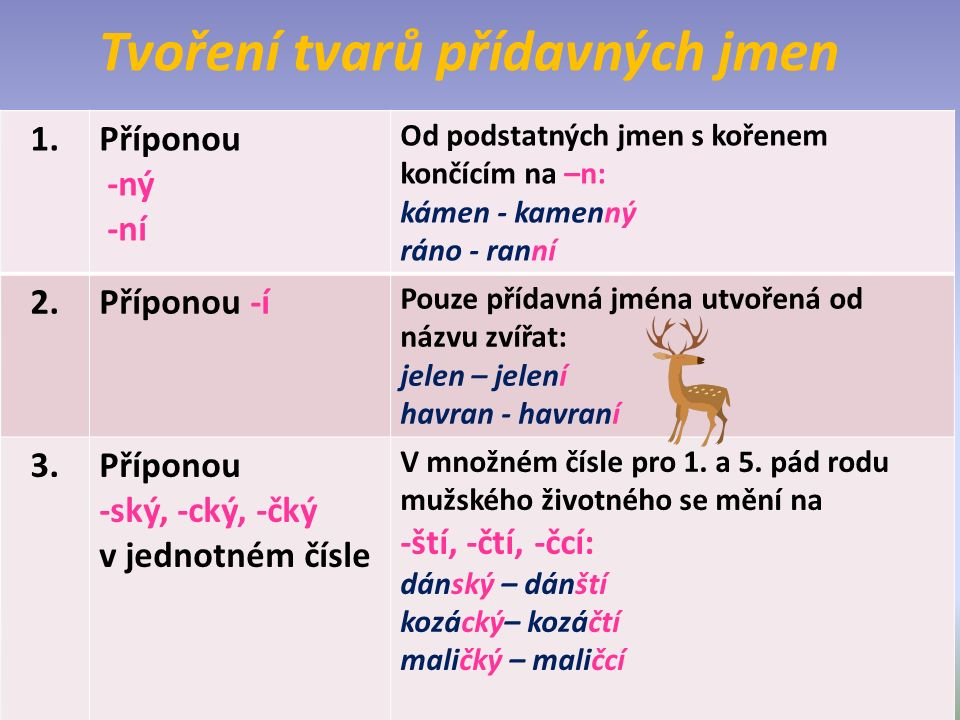 Tvoření tvarů přídavných jmen
1.
Příponou
-ný
-ní
Od podstatných jmen s kořenem
končícím na –n:
kámen - kamenný
ráno - ranní
2.
Příponou -í
Pouze přídavná jména utvořená od
názvu zvířat:
jelen – jelení
havran - havraní
3.
Příponou
-ský, -cký, -čký
v jednotném čísle
V množném čísle pro 1. a 5. pád rodu
mužského životného se mění na
-ští, -čtí, -čcí:
dánský – dánští
kozácký– kozáčtí
maličký – maličcí